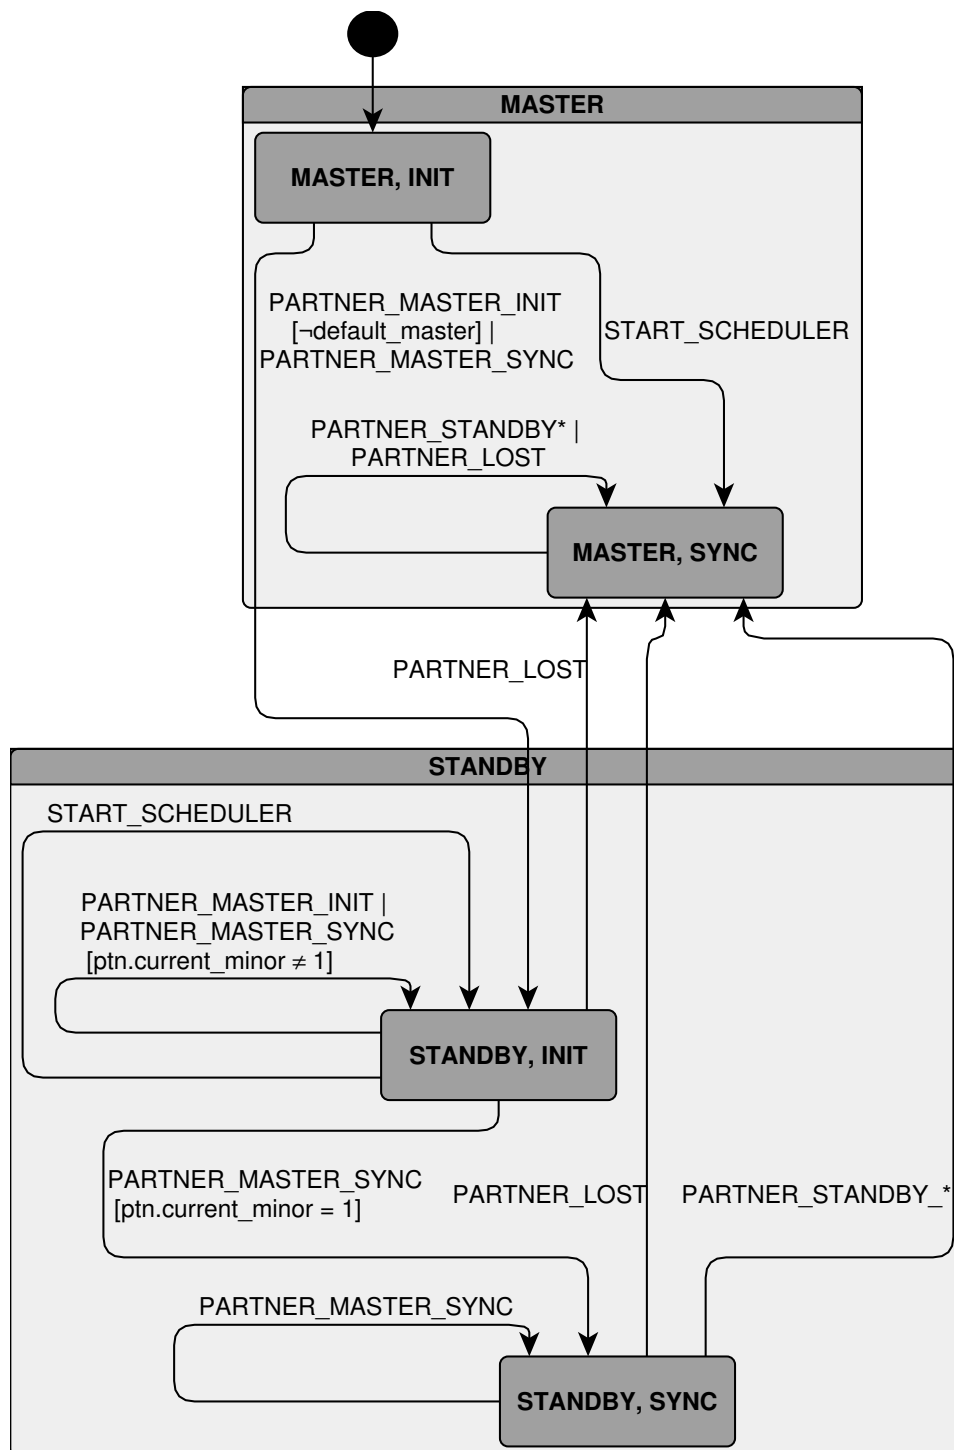 MASTER
MASTER, INIT
PARTNER_MASTER_INIT
[¬default_master] |
PARTNER_MASTER_SYNC
START_SCHEDULER
PARTNER_STANDBY* |
PARTNER_LOST
MASTER, SYNC
PARTNER_LOST
STANDBY
START_SCHEDULER
PARTNER_MASTER_INIT |
PARTNER_MASTER_SYNC
[ptn.current_minor ≠ 1]
STANDBY, INIT
PARTNER_MASTER_SYNC
[ptn.current_minor = 1]
PARTNER_LOST
PARTNER_STANDBY_*
PARTNER_MASTER_SYNC
STANDBY, SYNC